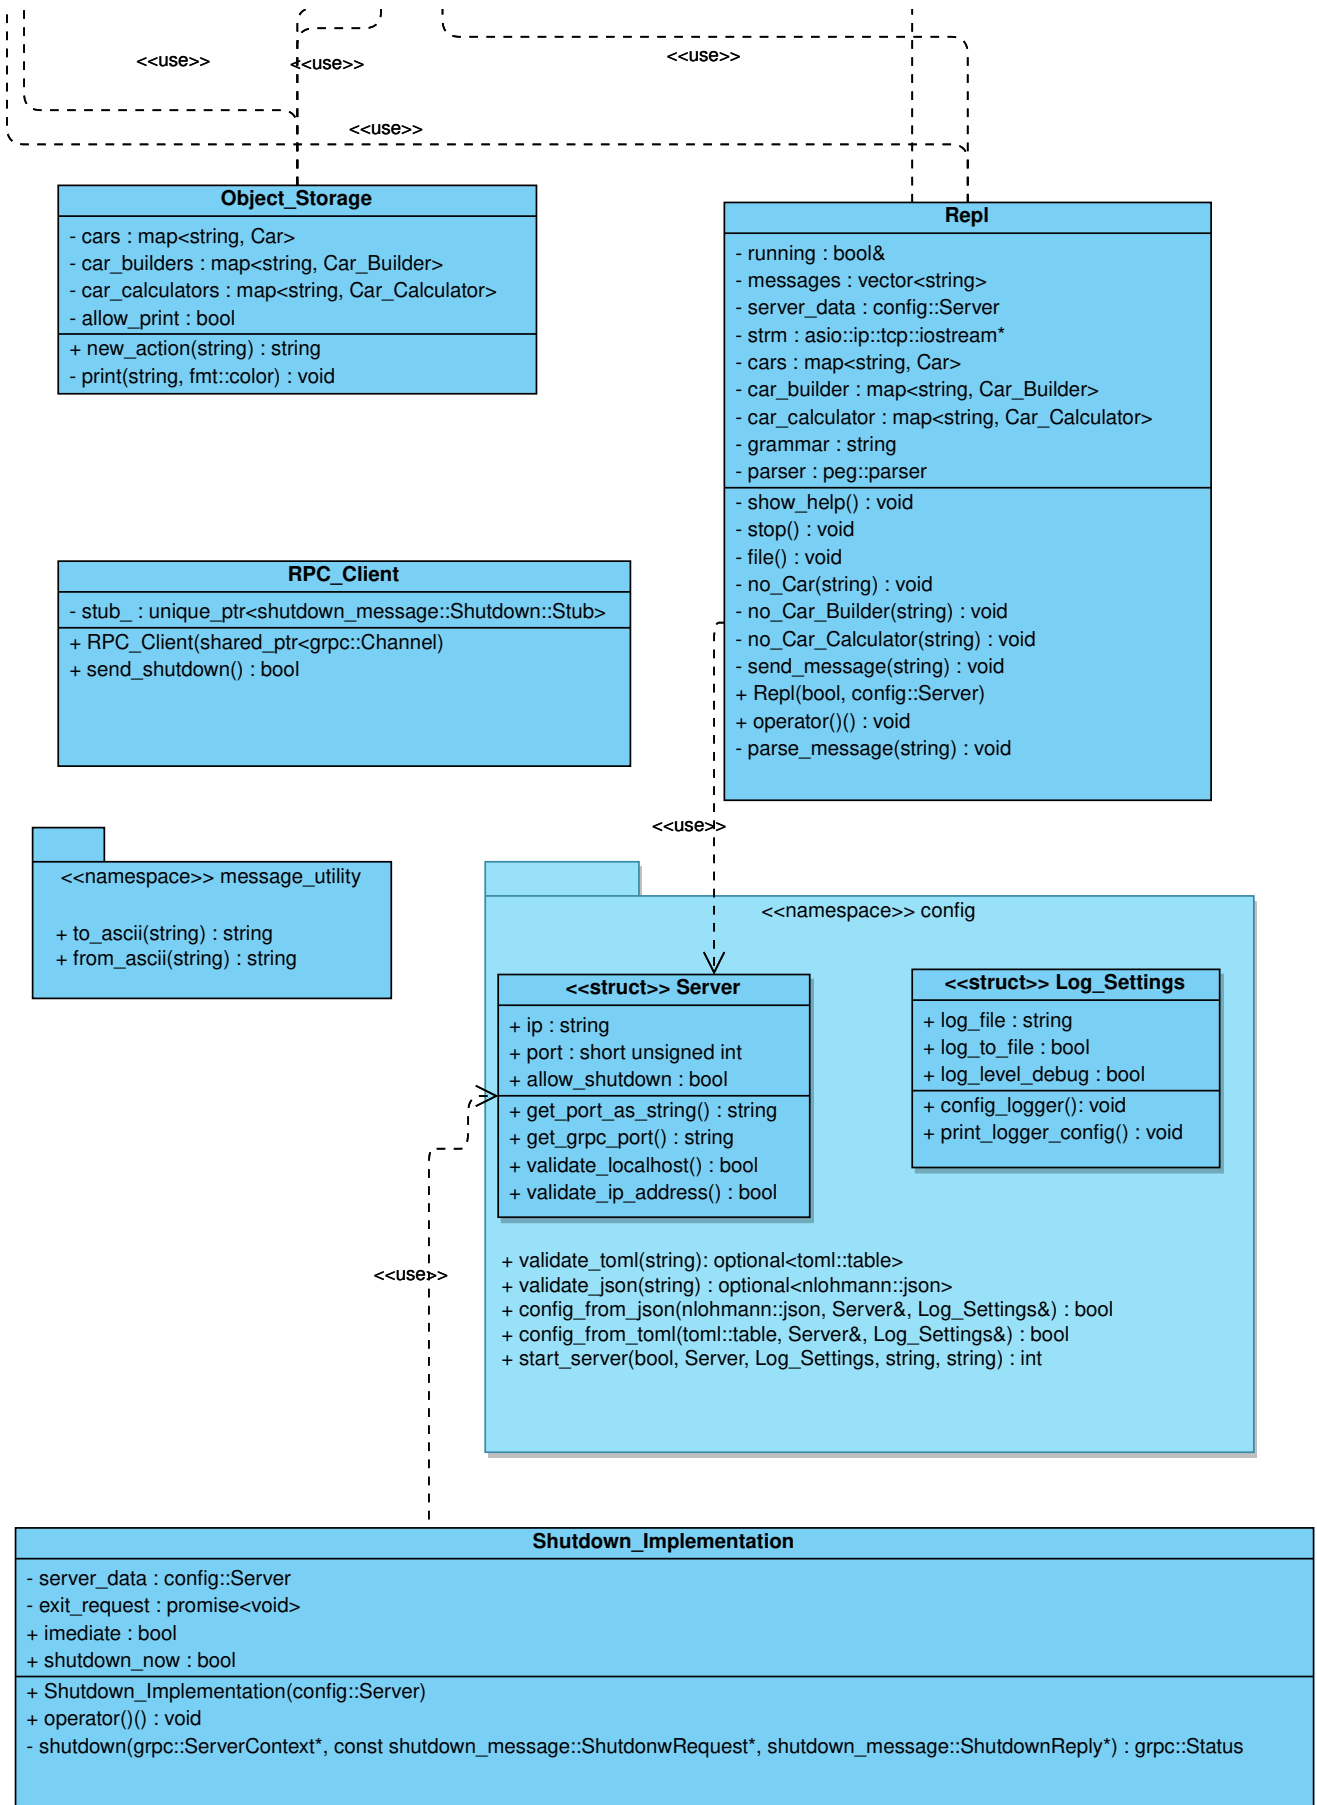 <<use>>
<<use>>
<<use>>
<<use>>
Object_Storage
- cars : map<string, Car>
- car_builders : map<string, Car_Builder>
- car_calculators : map<string, Car_Calculator>
- allow_print : bool
+ new_action(string) : string
- print(string, fmt::color) : void
Repl
- running : bool&
- messages : vector<string>
- server_data : config::Server
- strm : asio::ip::tcp::iostream*
- cars : map<string, Car>
- car_builder : map<string, Car_Builder>
- car_calculator : map<string, Car_Calculator>
- grammar : string
- parser : peg::parser
- show_help() : void
- stop() : void
- file() : void
- no_Car(string) : void
- no_Car_Builder(string) : void
- no_Car_Calculator(string) : void
- send_message(string) : void
+ Repl(bool, config::Server)
+ operator()() : void
- parse_message(string) : void
RPC_Client
- stub_ : unique_ptr<shutdown_message::Shutdown::Stub>
+ RPC_Client(shared_ptr<grpc::Channel)
+ send_shutdown() : bool
<<use>>
<<namespace>> message_utility
+ to_ascii(string) : string
+ from_ascii(string) : string
<<namespace>> config
<<struct>> Server
+ ip : string
+ port : short unsigned int
+ allow_shutdown : bool
+ get_port_as_string() : string
+ get_grpc_port() : string
+ validate_localhost() : bool
+ validate_ip_address() : bool
<<struct>> Log_Settings
+ log_file : string
+ log_to_file : bool
+ log_level_debug : bool
+ config_logger(): void
+ print_logger_config() : void
+ validate_toml(string): optional<toml::table>
+ validate_json(string) : optional<nlohmann::json>
+ config_from_json(nlohmann::json, Server&, Log_Settings&) : bool
+ config_from_toml(toml::table, Server&, Log_Settings&) : bool
+ start_server(bool, Server, Log_Settings, string, string) : int
<<use>>
Shutdown_Implementation
- server_data : config::Server
- exit_request : promise<void>
+ imediate : bool
+ shutdown_now : bool
+ Shutdown_Implementation(config::Server)
+ operator()() : void
- shutdown(grpc::ServerContext*, const shutdown_message::ShutdonwRequest*, shutdown_message::ShutdownReply*) : grpc::Status